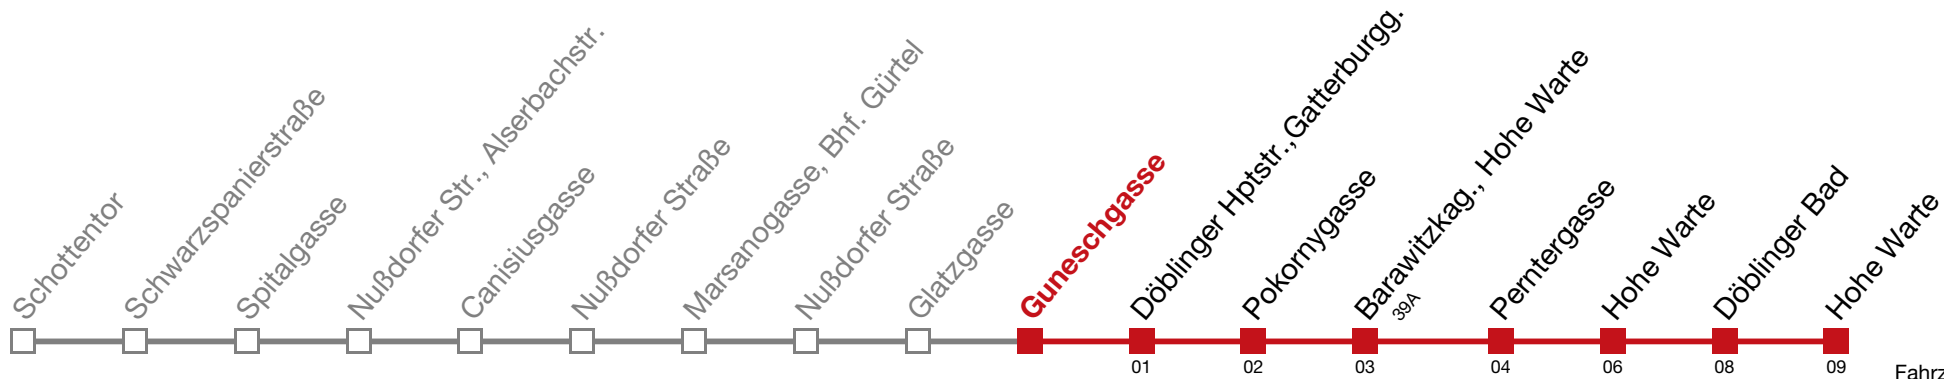 Schottentor
Schwarzspanierstraße
Spitalgasse
Nußdorfer Str., Alserbachstr.
Canisiusgasse
Nußdorfer Straße
Marsanogasse, Bhf. Gürtel
Nußdorfer Straße
Glatzgasse
Guneschgasse
Döblinger Hptstr.,Gatterburgg.
Pokornygasse
Barawitzkag., Hohe Warte
39A
Perntergasse
Hohe Warte
Döblinger Bad
Hohe Warte
01 02 03 04 06 08 09
Fahrz